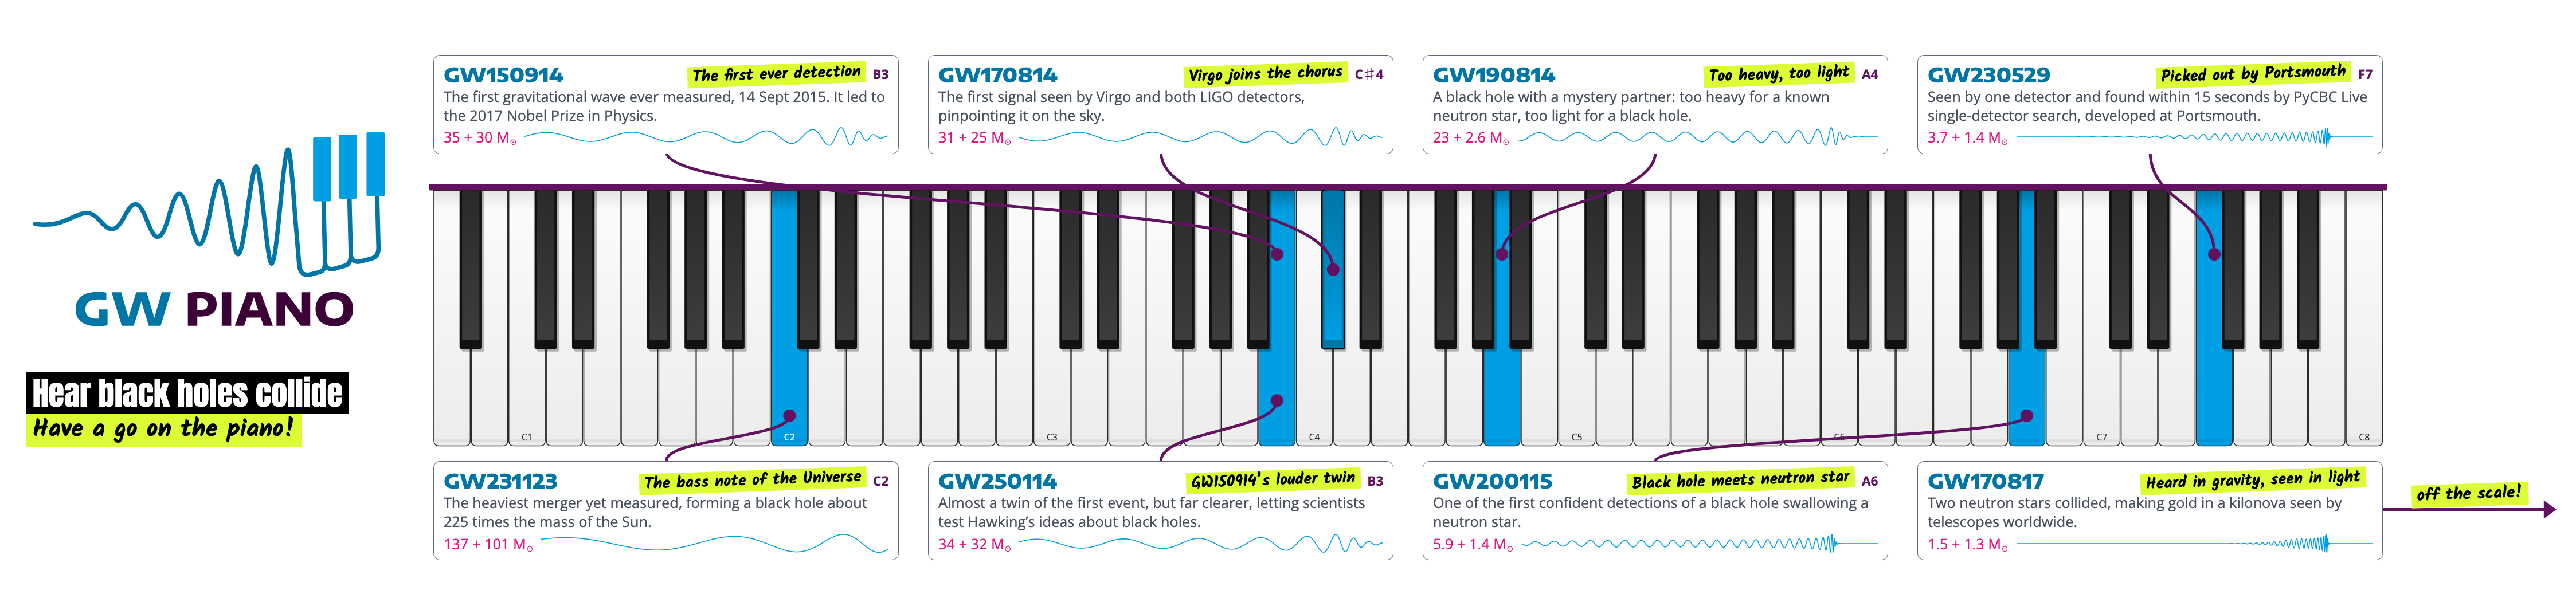 GW PIANO
Hear black holes collide
Have a go on the piano!
GW150914
The first ever detection
B3
The first gravitational wave ever measured, 14 Sept 2015. It led to
the 2017 Nobel Prize in Physics.
35 + 30 M☉
GW170814
Virgo joins the chorus
C♯4
The first signal seen by Virgo and both LIGO detectors,
pinpointing it on the sky.
31 + 25 M☉
GW190814
Too heavy, too light
A4
A black hole with a mystery partner: too heavy for a known
neutron star, too light for a black hole.
23 + 2.6 M☉
GW230529
Picked out by Portsmouth
F7
Seen by one detector and found within 15 seconds by PyCBC Live
single-detector search, developed at Portsmouth.
3.7 + 1.4 M☉
C1
C2
C3
C4
C5
C6
C7
C8
GW231123
The bass note of the Universe
C2
The heaviest merger yet measured, forming a black hole about
225 times the mass of the Sun.
137 + 101 M☉
GW250114
GW150914's louder twin
B3
Almost a twin of the first event, but far clearer, letting scientists
test Hawking's ideas about black holes.
34 + 32 M☉
GW200115
Black hole meets neutron star
A6
One of the first confident detections of a black hole swallowing a
neutron star.
5.9 + 1.4 M☉
GW170817
Heard in gravity, seen in light
Two neutron stars collided, making gold in a kilonova seen by
telescopes worldwide.
1.5 + 1.3 M☉
off the scale!